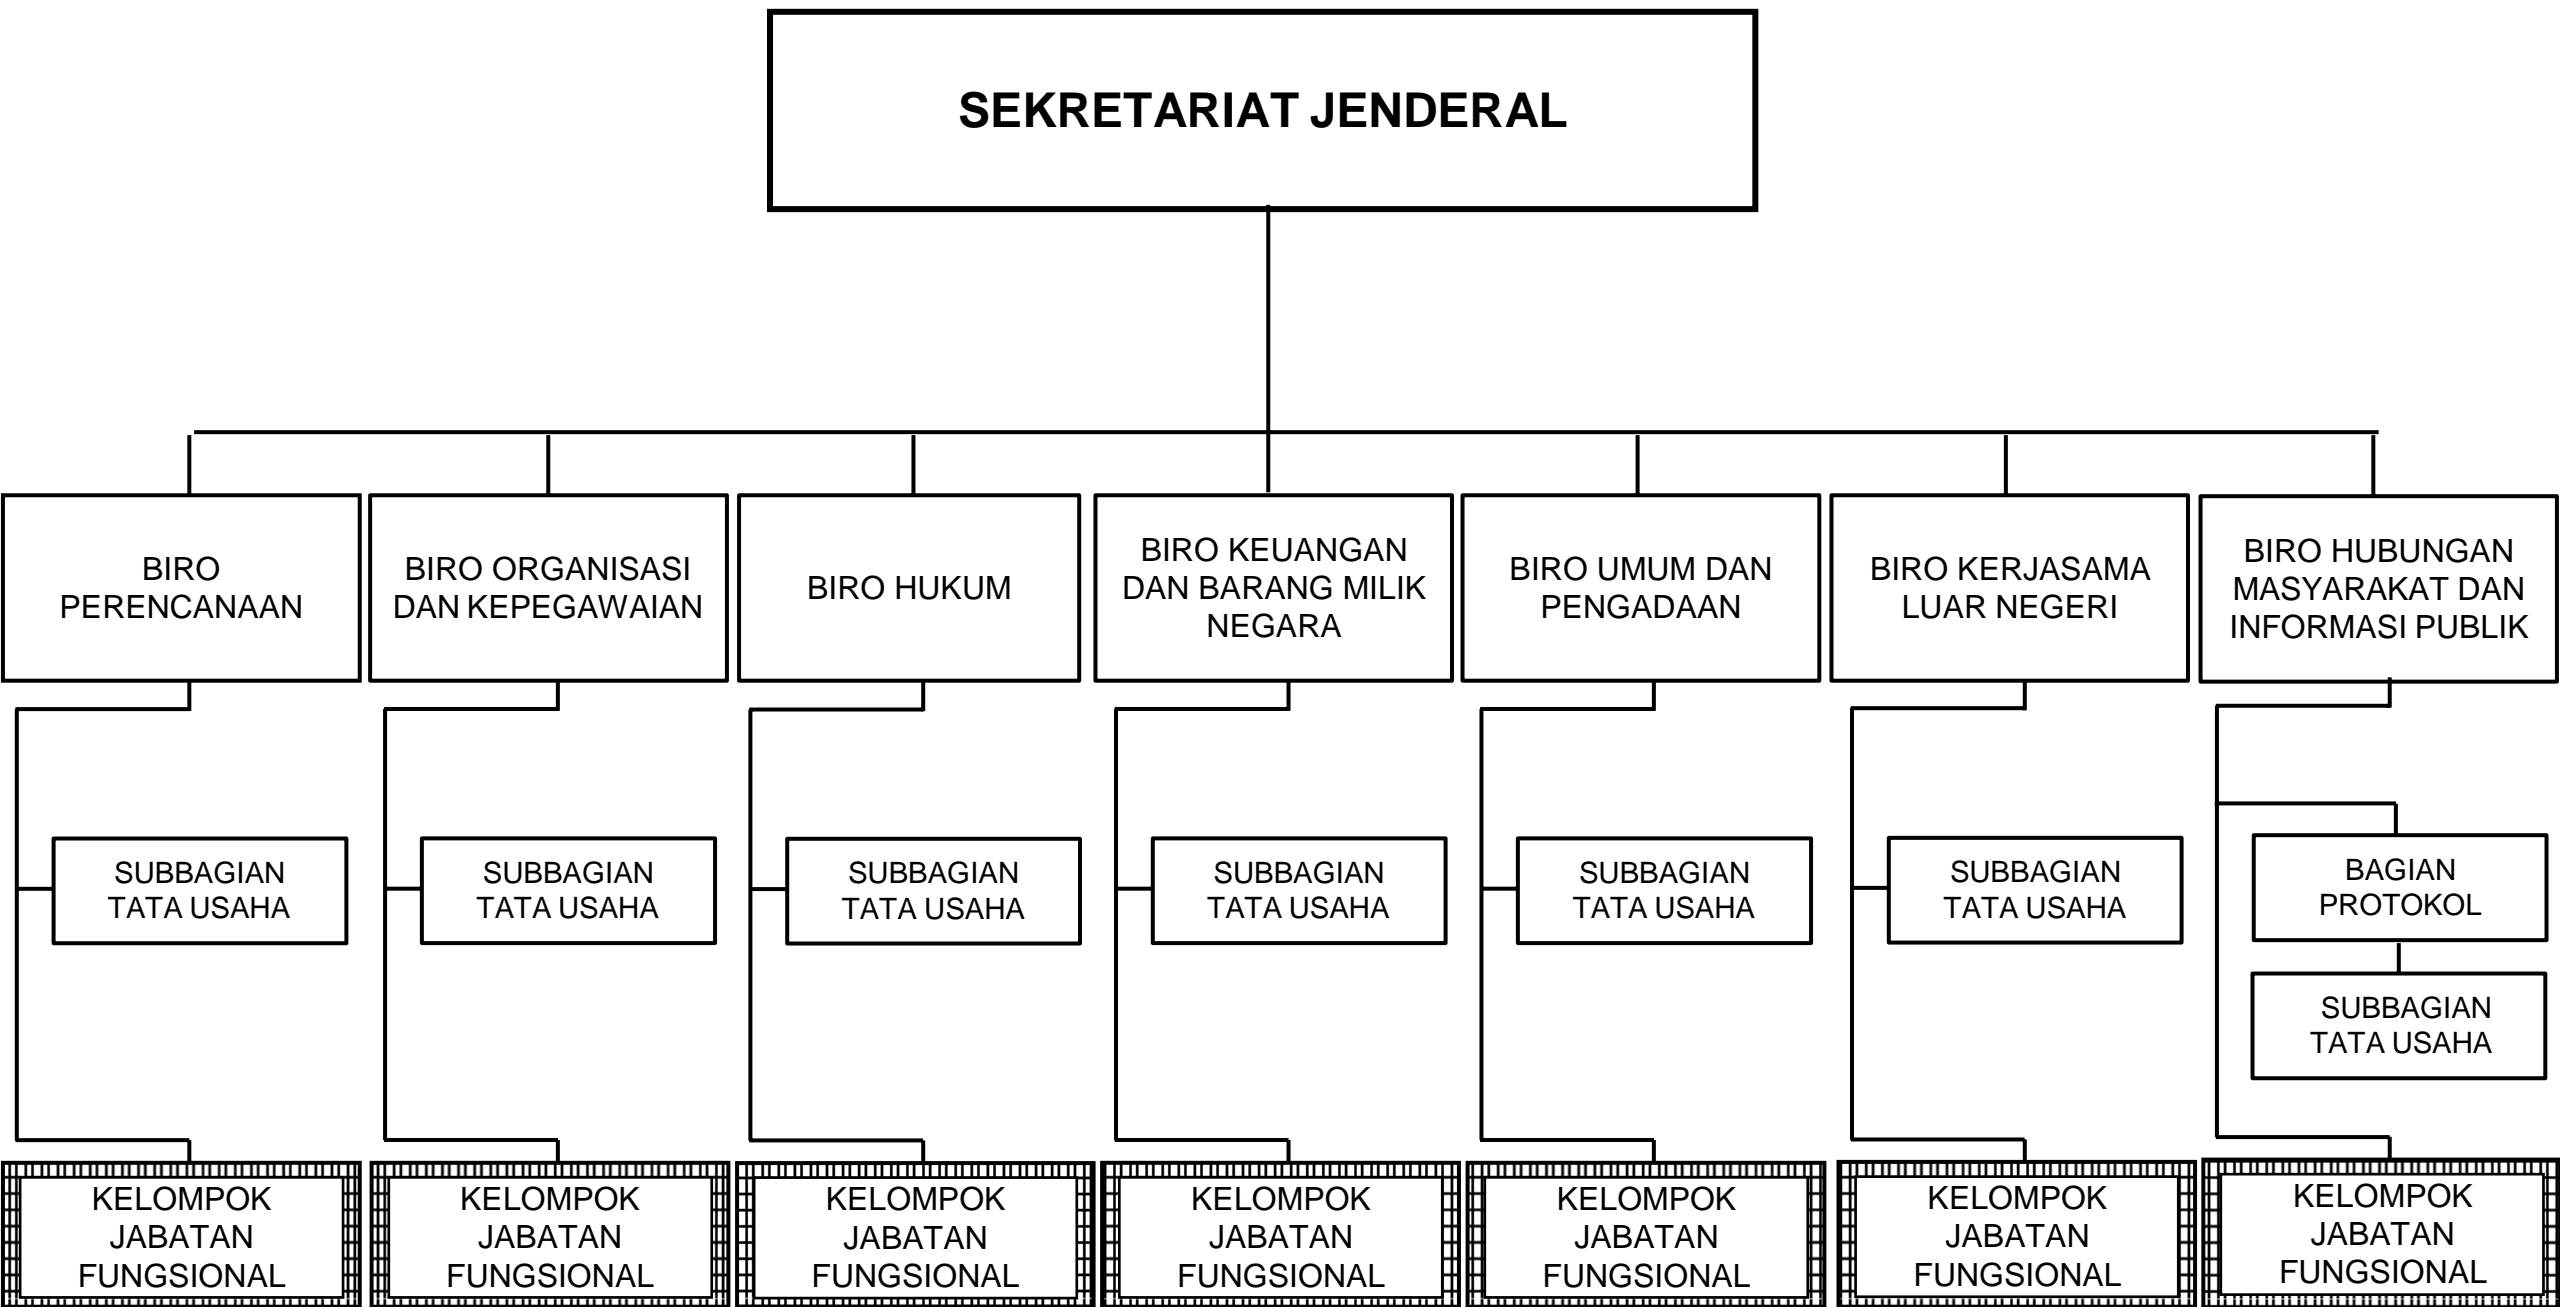 SEKRETARIAT JENDERAL
BIRO
PERENCANAAN
BIRO ORGANISASI
DAN KEPEGAWAIAN
BIRO HUKUM
BIRO KEUANGAN
DAN BARANG MILIK
NEGARA
BIRO UMUM DAN
PENGADAAN
BIRO KERJASAMA
LUAR NEGERI
BIRO HUBUNGAN
MASYARAKAT DAN
INFORMASI PUBLIK
SUBBAGIAN
TATA USAHA
SUBBAGIAN
TATA USAHA
SUBBAGIAN
TATA USAHA
SUBBAGIAN
TATA USAHA
SUBBAGIAN
TATA USAHA
SUBBAGIAN
TATA USAHA
BAGIAN
PROTOKOL
SUBBAGIAN
TATA USAHA
KELOMPOK
JABATAN
FUNGSIONAL
KELOMPOK
JABATAN
FUNGSIONAL
KELOMPOK
JABATAN
FUNGSIONAL
KELOMPOK
JABATAN
FUNGSIONAL
KELOMPOK
JABATAN
FUNGSIONAL
KELOMPOK
JABATAN
FUNGSIONAL
KELOMPOK
JABATAN
FUNGSIONAL